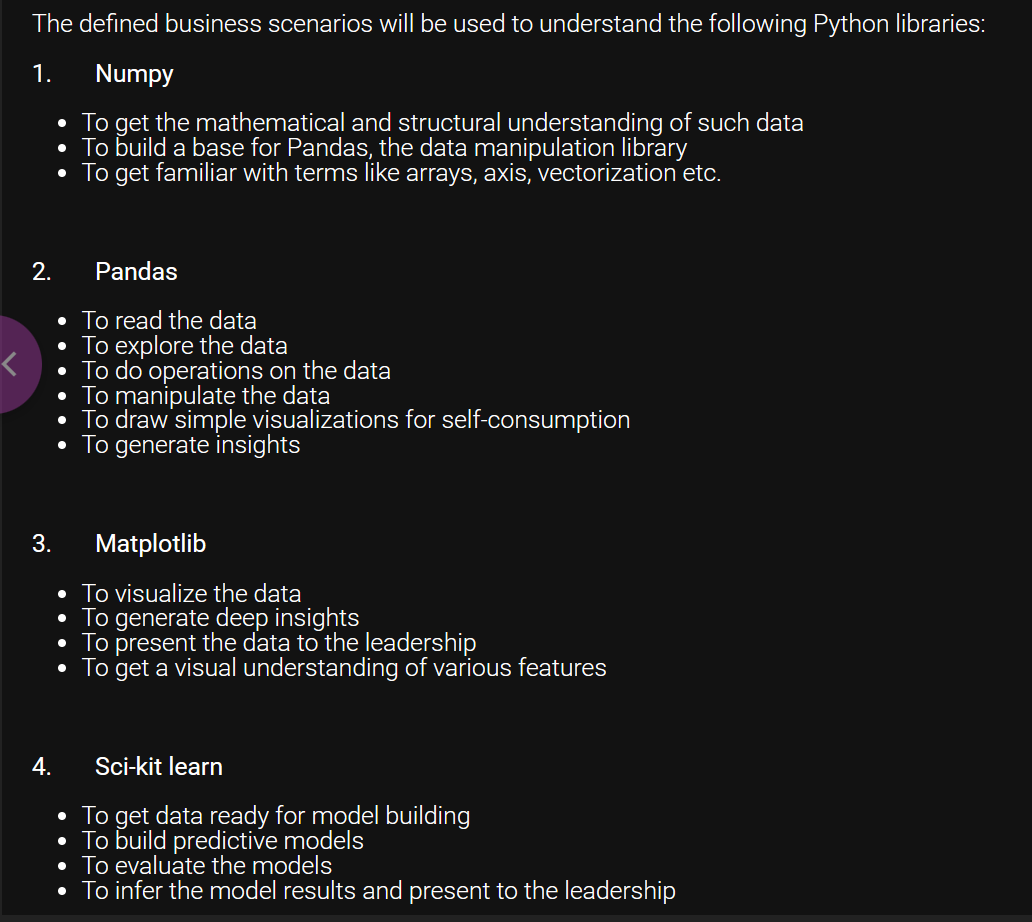 The defined business scenarios will be used to understand the following Python libraries:
1. Numpy
• To get the mathematical and structural understanding of such data
• To build a base for Pandas, the data manipulation library
• To get familiar with terms like arrays, axis, vectorization etc.
2. Pandas
• To read the data
• To explore the data
• To do operations on the data
• To manipulate the data
• To draw simple visualizations for self-consumption
• To generate insights
3. Matplotlib
• To visualize the data
• To generate deep insights
• To present the data to the leadership
• To get a visual understanding of various features
4. Sci-kit learn
• To get data ready for model building
• To build predictive models
• To evaluate the models
• To infer the model results and present to the leadership